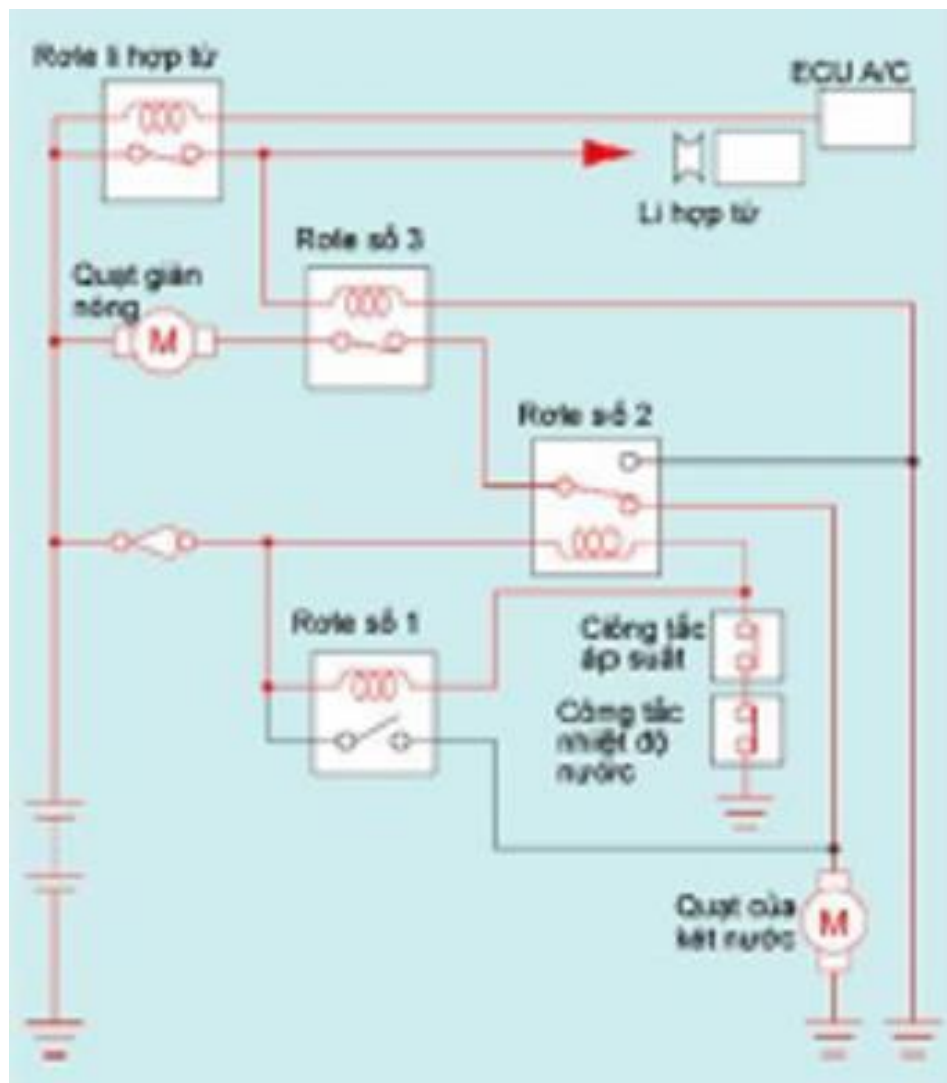 Rơle li hợp từ
ECU A/C
Li hợp từ
Rơle số 3
Quạt giàn
nóng
M
Rơle số 2
Rơle số 1
Công tắc
áp suất
Công tắc
nhiệt độ
nước
Quạt của
két nước
M